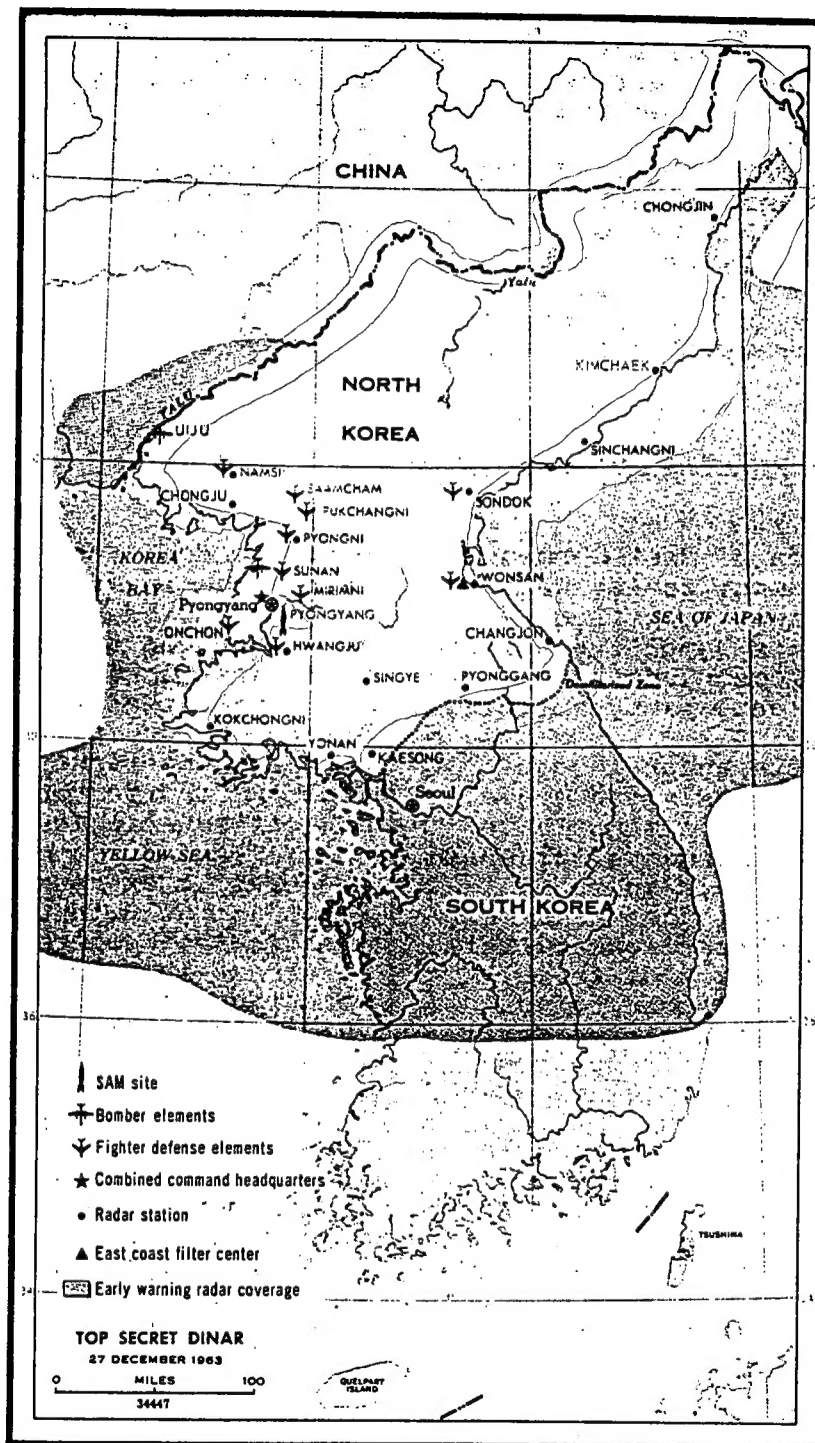 CHINA
CHONGJIN
Yalu
KIMCHAEK
NORTH
KOREA
YALU
UIJU
SINCHANGNI
NAMSI
CHONGJU
SAAMCHAM
PUKCHANGNI
SONDOK
PYONGNI
KOREA
BAY
SUNAN
MIRIMNI
WONSAN
Pyongyang
PYONGYANG
SEA OF JAPAN
ONCHON
CHANGJON
HWANGJU
SINGYE
PYONGGANG
Demilitarized Zone
KOKCHONGNI
YONAN
KAESONG
Seoul
YELLOW SEA
SOUTH KOREA
36
SAM site
Bomber elements
Fighter defense elements
Combined command headquarters
Radar station
East coast filter center
TSUSHIMA
Early warning radar coverage
TOP SECRET DINAR
27 DECEMBER 1963
0 MILES 100
34447
QUELPART
ISLAND